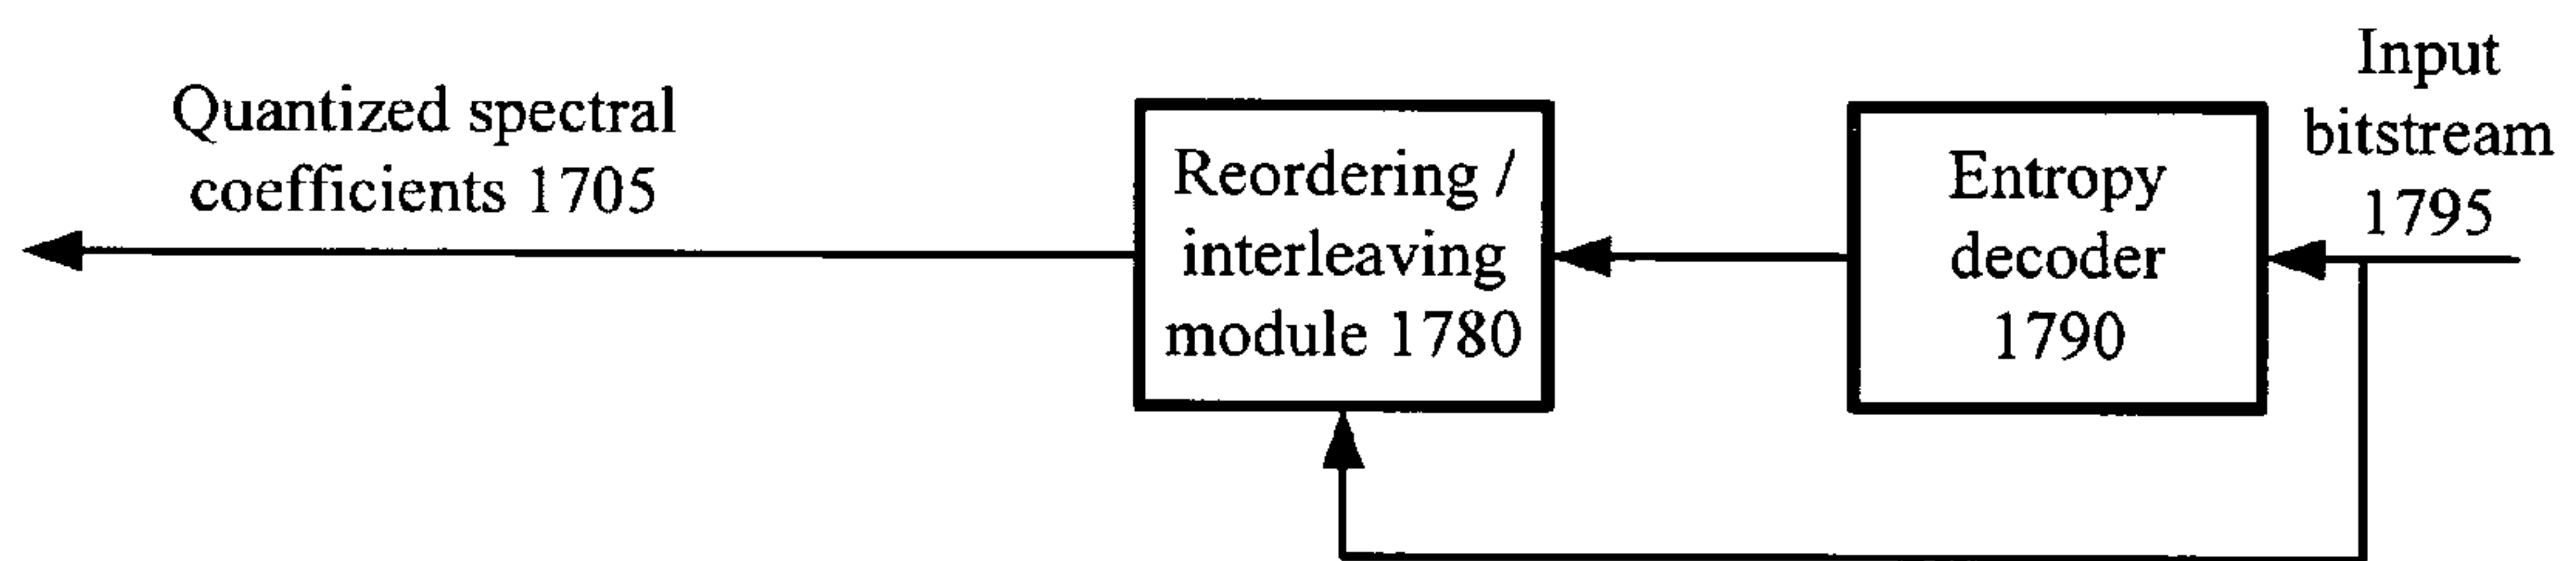 Quantized spectral
coefficients 1705
Reordering /
interleaving
module 1780
Entropy
decoder
1790
Input
bitstream
1795